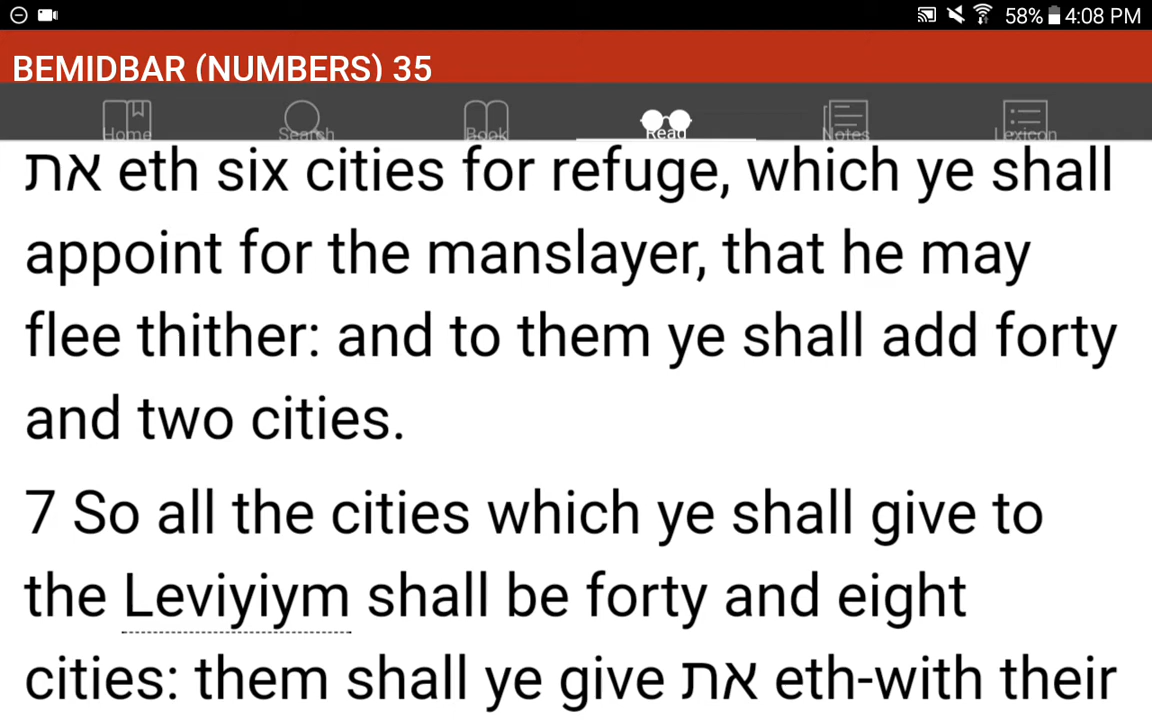 58% 4:08 PM
BEMIDBAR (NUMBERS) 35
Home Search Book Read Notes Lexicon
את eth six cities for refuge, which ye shall
appoint for the manslayer, that he may
flee thither: and to them ye shall add forty
and two cities.
7 So all the cities which ye shall give to
the Leviyiym shall be forty and eight
cities: them shall ye give את eth-with their